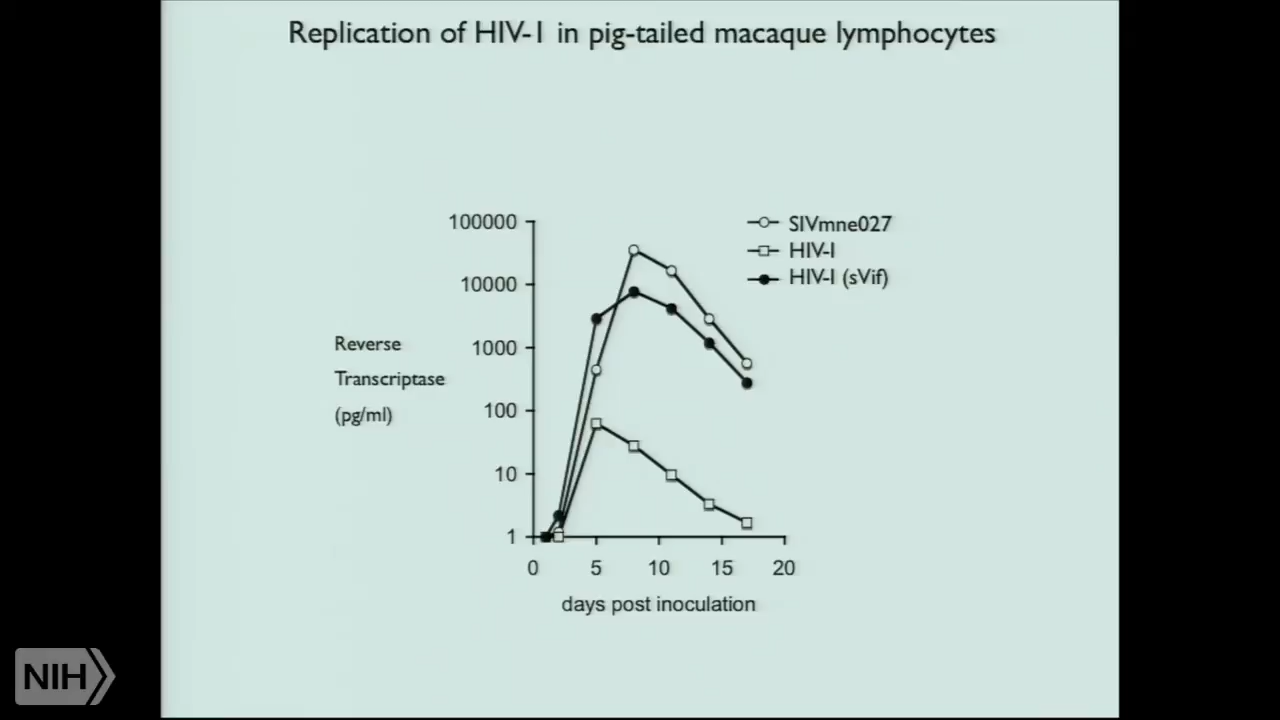 Replication of HIV-1 in pig-tailed macaque lymphocytes
100000
10000
1000
100
10
1
Reverse
Transcriptase
(pg/ml)
SIVmne027
HIV-1
HIV-1 (sVif)
0 5 10 15 20
days post inoculation
NIH